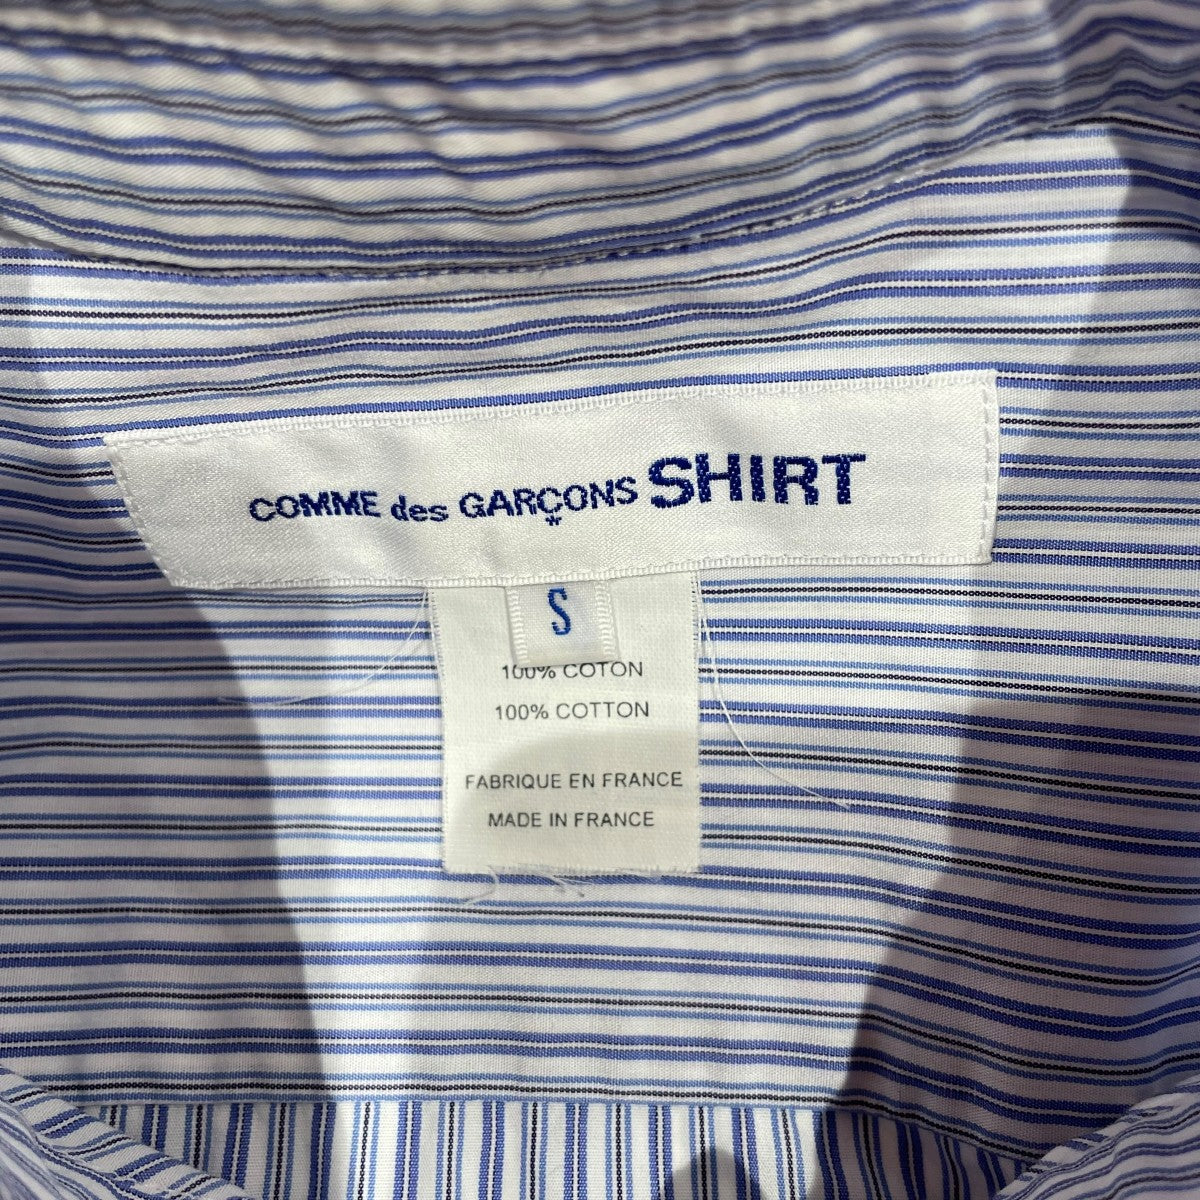 COMME des GARÇONS SHIRT
*
S
100% COTON
100% COTTON
FABRIQUE EN FRANCE
MADE IN FRANCE